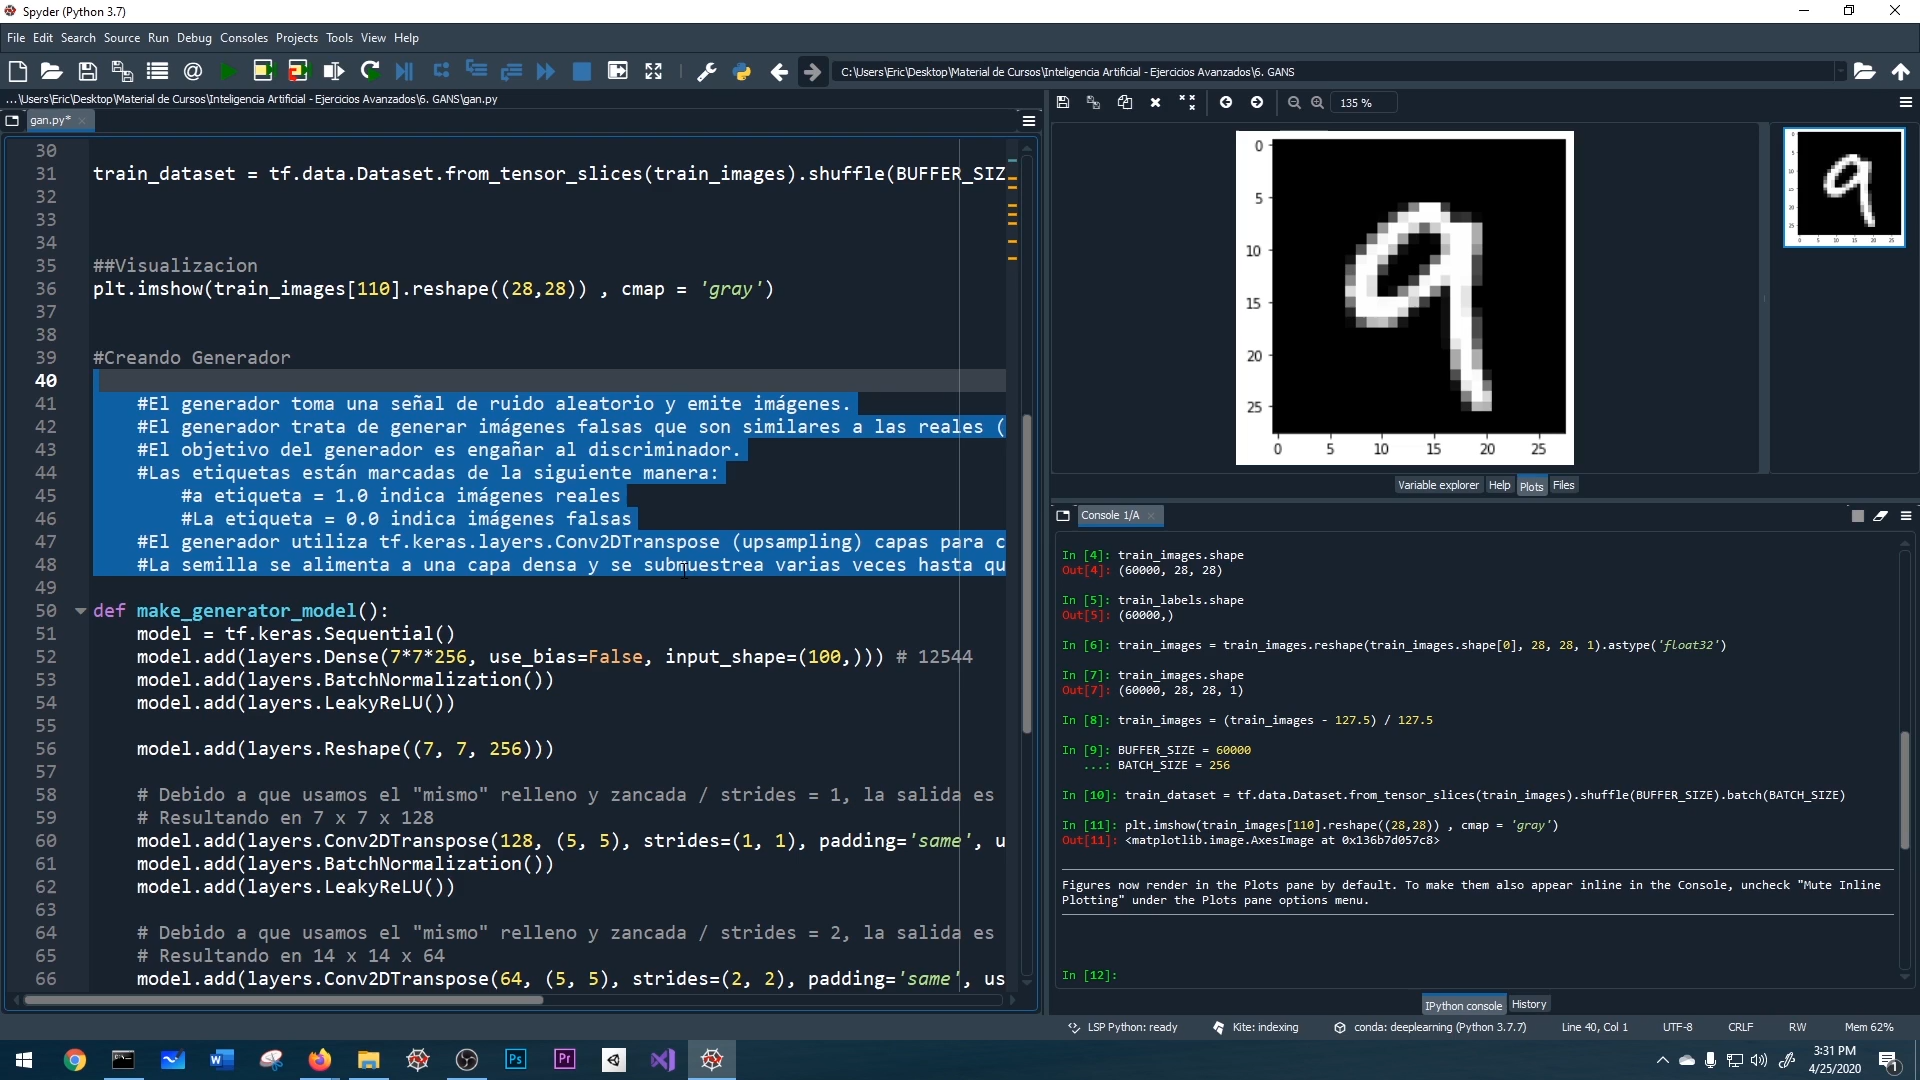 Spyder (Python 3.7)
File Edit Search Source Run Debug Consoles Projects Tools View Help
C:\Users\Eric\Desktop\Material de Cursos\Inteligencia Artificial - Ejercicios Avanzados\6. GANS
...\Users\Eric\Desktop\Material de Cursos\Inteligencia Artificial - Ejercicios Avanzados\6. GANS\gan.py
gan.py*
30
31 train_dataset = tf.data.Dataset.from_tensor_slices(train_images).shuffle(BUFFER_SIZ
32
33
34
35 ##Visualizacion
36 plt.imshow(train_images[110].reshape((28,28)) , cmap = 'gray')
37
38
39 #Creando Generador
40
41 #El generador toma una señal de ruido aleatorio y emite imágenes.
42 #El generador trata de generar imágenes falsas que son similares a las reales (
43 #El objetivo del generador es engañar al discriminador.
44 #Las etiquetas están marcadas de la siguiente manera:
45 #a etiqueta = 1.0 indica imágenes reales
46 #La etiqueta = 0.0 indica imágenes falsas
47 #El generador utiliza tf.keras.layers.Conv2DTranspose (upsampling) capas para c
48 #La semilla se alimenta a una capa densa y se submuestrea varias veces hasta qu
49
50 def make_generator_model():
51 model = tf.keras.Sequential()
52 model.add(layers.Dense(7*7*256, use_bias=False, input_shape=(100,))) # 12544
53 model.add(layers.BatchNormalization())
54 model.add(layers.LeakyReLU())
55
56 model.add(layers.Reshape((7, 7, 256)))
57
58 # Debido a que usamos el "mismo" relleno y zancada / strides = 1, la salida es
59 # Resultando en 7 x 7 x 128
60 model.add(layers.Conv2DTranspose(128, (5, 5), strides=(1, 1), padding='same', u
61 model.add(layers.BatchNormalization())
62 model.add(layers.LeakyReLU())
63
64 # Debido a que usamos el "mismo" relleno y zancada / strides = 2, la salida es
65 # Resultando en 14 x 14 x 64
66 model.add(layers.Conv2DTranspose(64, (5, 5), strides=(2, 2), padding='same', us
135 %
0
5
10
15
20
25
0 5 10 15 20 25
Variable explorer Help Plots Files
Console 1/A
In [4]: train_images.shape
Out[4]: (60000, 28, 28)
In [5]: train_labels.shape
Out[5]: (60000,)
In [6]: train_images = train_images.reshape(train_images.shape[0], 28, 28, 1).astype('float32')
In [7]: train_images.shape
Out[7]: (60000, 28, 28, 1)
In [8]: train_images = (train_images - 127.5) / 127.5
In [9]: BUFFER_SIZE = 60000
...: BATCH_SIZE = 256
In [10]: train_dataset = tf.data.Dataset.from_tensor_slices(train_images).shuffle(BUFFER_SIZE).batch(BATCH_SIZE)
In [11]: plt.imshow(train_images[110].reshape((28,28)) , cmap = 'gray')
Out[11]: <matplotlib.image.AxesImage at 0x136b7d057c8>
Figures now render in the Plots pane by default. To make them also appear inline in the Console, uncheck "Mute Inline
Plotting" under the Plots pane options menu.
In [12]:
IPython console History
LSP Python: ready Kite: indexing conda: deeplearning (Python 3.7.7) Line 40, Col 1 UTF-8 CRLF RW Mem 62%
3:31 PM
4/25/2020